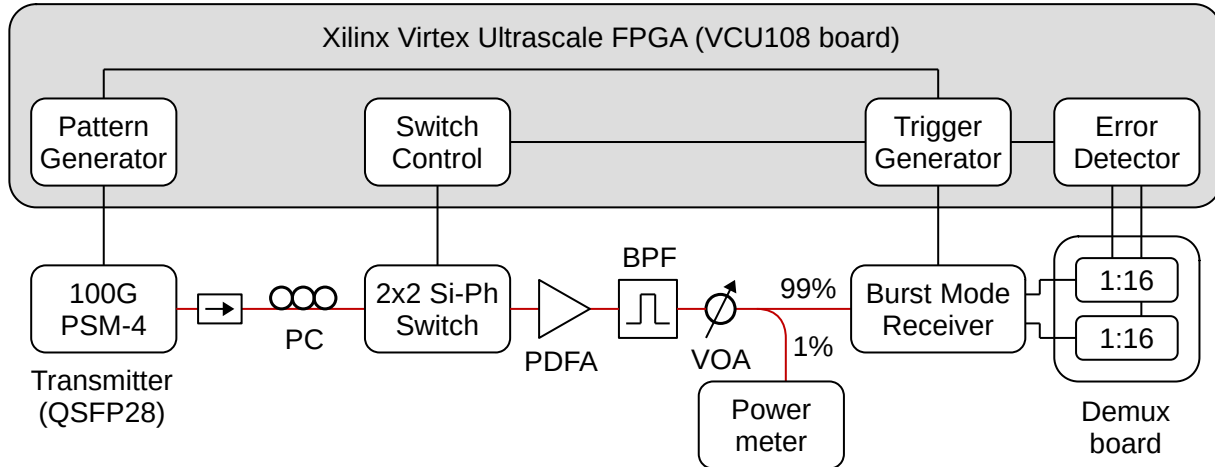 Xilinx Virtex Ultrascale FPGA (VCU108 board)
Pattern
Generator
Switch
Control
Trigger
Generator
Error
Detector
100G
PSM-4
PC
2x2 Si-Ph
Switch
PDFA
BPF
VOA
99%
1%
Burst Mode
Receiver
1:16
1:16
Transmitter
(QSFP28)
Power
meter
Demux
board